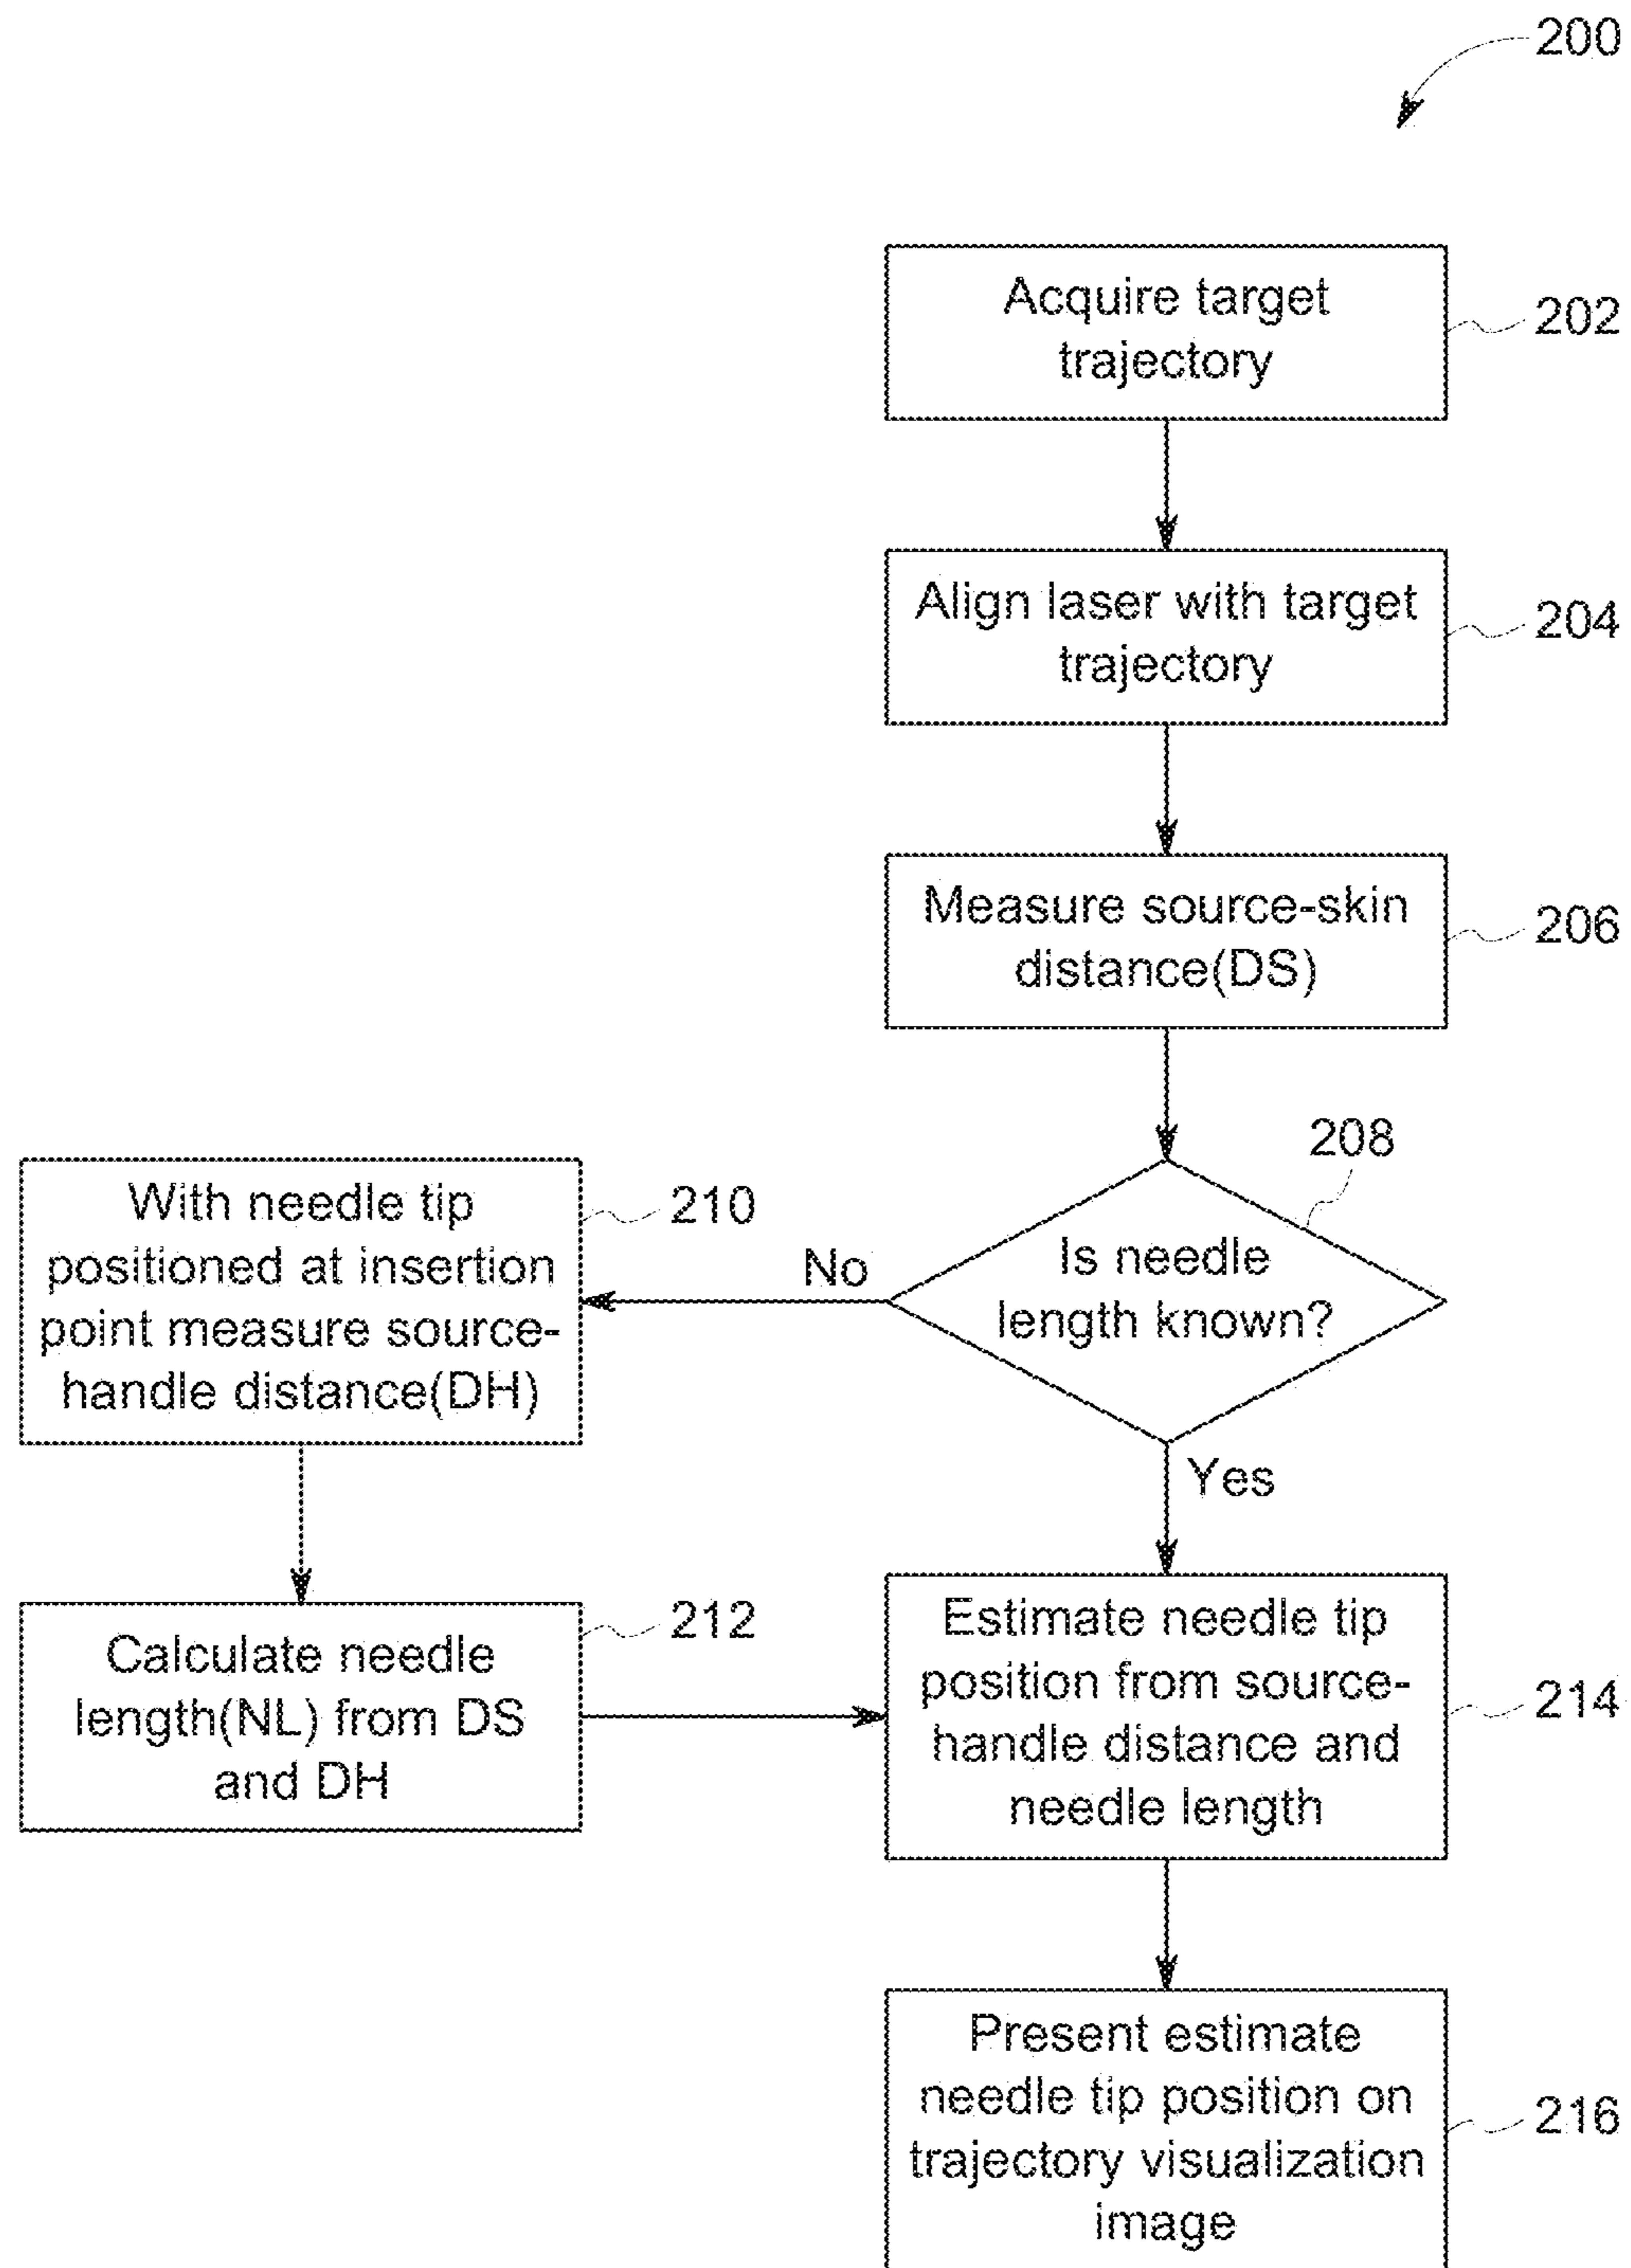 200
Acquire target
trajectory
202
Align laser with target
trajectory
204
Measure source-skin
distance(DS)
206
208
Is needle
length known?
No
Yes
With needle tip
positioned at insertion
point measure source-
handle distance(DH)
210
Calculate needle
length(NL) from DS
and DH
212
Estimate needle tip
position from source-
handle distance and
needle length
214
Present estimate
needle tip position on
trajectory visualization
image
216